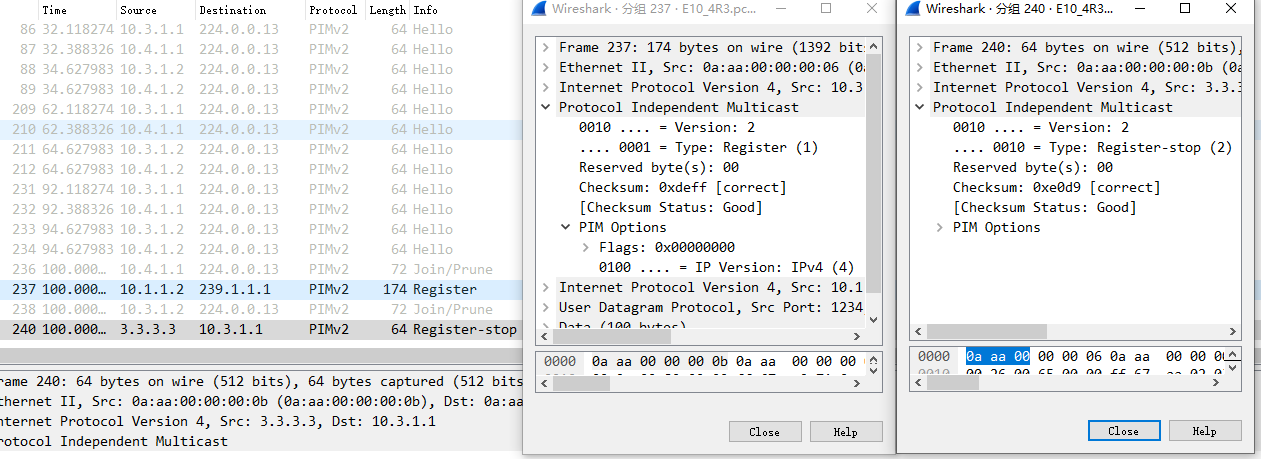 Time Source Destination Protocol Length Info
86 32.118274 10.3.1.1 224.0.0.13 PIMv2 64 Hello
87 32.388326 10.4.1.1 224.0.0.13 PIMv2 64 Hello
88 34.627983 10.3.1.2 224.0.0.13 PIMv2 64 Hello
89 34.627983 10.4.1.2 224.0.0.13 PIMv2 64 Hello
209 62.118274 10.3.1.1 224.0.0.13 PIMv2 64 Hello
210 62.388326 10.4.1.1 224.0.0.13 PIMv2 64 Hello
211 64.627983 10.3.1.2 224.0.0.13 PIMv2 64 Hello
212 64.627983 10.4.1.2 224.0.0.13 PIMv2 64 Hello
231 92.118274 10.3.1.1 224.0.0.13 PIMv2 64 Hello
232 92.388326 10.4.1.1 224.0.0.13 PIMv2 64 Hello
233 94.627983 10.4.1.2 224.0.0.13 PIMv2 64 Hello
234 94.627983 10.3.1.2 224.0.0.13 PIMv2 64 Hello
236 100.000… 10.4.1.1 224.0.0.13 PIMv2 72 Join/Prune
237 100.000… 10.1.1.2 239.1.1.1 PIMv2 174 Register
238 100.000… 10.3.1.2 224.0.0.13 PIMv2 72 Join/Prune
240 100.000… 3.3.3.3 10.3.1.1 PIMv2 64 Register-stop
rame 240: 64 bytes on wire (512 bits), 64 bytes captured (512 bits
thernet II, Src: 0a:aa:00:00:00:0b (0a:aa:00:00:00:0b), Dst: 0a:aa
nternet Protocol Version 4, Src: 3.3.3.3, Dst: 10.3.1.1
rotocol Independent Multicast
Wireshark · 分组 237 · E10_4R3.pc...
Frame 237: 174 bytes on wire (1392 bit
Ethernet II, Src: 0a:aa:00:00:00:06 (0
Internet Protocol Version 4, Src: 10.3
Protocol Independent Multicast
0010 .... = Version: 2
.... 0001 = Type: Register (1)
Reserved byte(s): 00
Checksum: 0xdeff [correct]
[Checksum Status: Good]
PIM Options
Flags: 0x00000000
0100 .... = IP Version: IPv4 (4)
Internet Protocol Version 4, Src: 10.1
User Datagram Protocol, Src Port: 1234
Data (100 bytes)
0000 0a aa 00 00 00 0b 0a aa 00 00 00
Close Help
Wireshark · 分组 240 · E10_4R3...
Frame 240: 64 bytes on wire (512 bits),
Ethernet II, Src: 0a:aa:00:00:00:0b (0a
Internet Protocol Version 4, Src: 3.3.3
Protocol Independent Multicast
0010 .... = Version: 2
.... 0010 = Type: Register-stop (2)
Reserved byte(s): 00
Checksum: 0xe0d9 [correct]
[Checksum Status: Good]
PIM Options
0000 0a aa 00 00 00 06 0a aa 00 00 00
Close Help